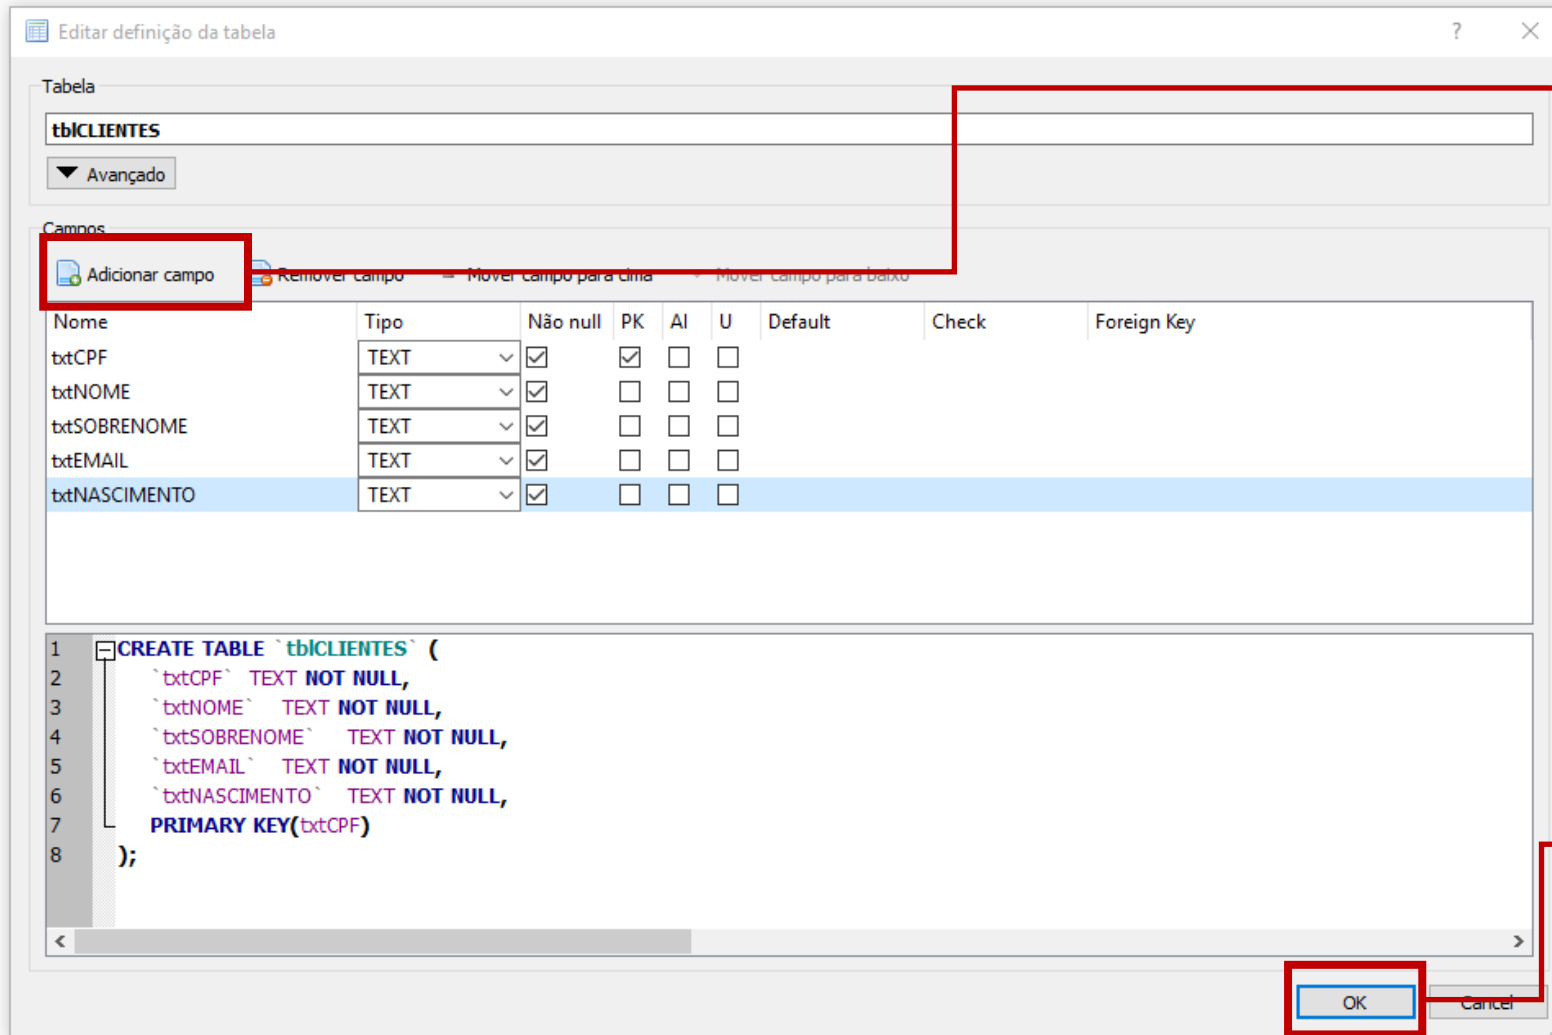 Editar definição da tabela ?
Tabela
tblCLIENTES
Avançado
Campos
Adicionar campo Remover campo Mover campo para cima Mover campo para baixo
Nome Tipo Não null PK AI U Default Check Foreign Key
txtCPF TEXT
txtNOME TEXT
txtSOBRENOME TEXT
txtEMAIL TEXT
txtNASCIMENTO TEXT
1 CREATE TABLE `tblCLIENTES` (
2 `txtCPF` TEXT NOT NULL,
3 `txtNOME` TEXT NOT NULL,
4 `txtSOBRENOME` TEXT NOT NULL,
5 `txtEMAIL` TEXT NOT NULL,
6 `txtNASCIMENTO` TEXT NOT NULL,
7 PRIMARY KEY(txtCPF)
8 );
OK Cancel